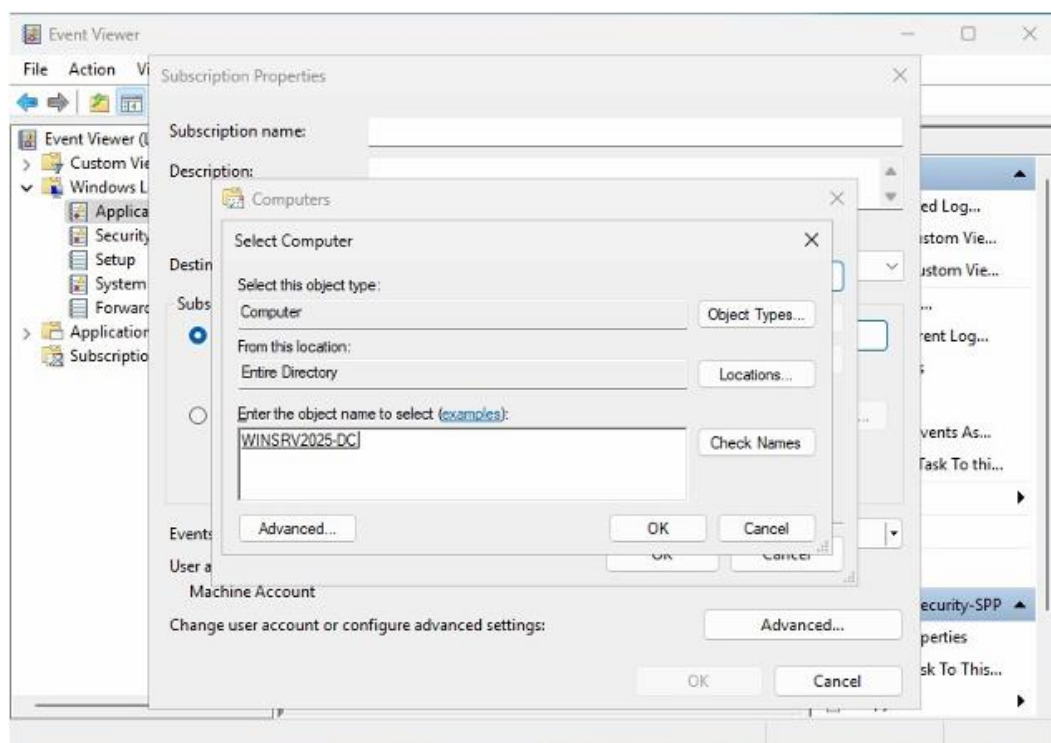 Event Viewer
File Action Vi
Subscription Properties
Event Viewer (L
Custom Vie
Windows L
Applica
Security
Setup
System
Forward
Application
Subscriptio
Subscription name:
Description:
Destin
Subs
Computers
Select Computer
Select this object type:
Computer
Object Types...
From this location:
Entire Directory
Locations...
Enter the object name to select (examples):
WINSRV2025-DC
Check Names
Advanced...
OK
Cancel
OK
Cancel
Events
User a
Machine Account
Change user account or configure advanced settings:
Advanced...
OK
Cancel
ed Log...
stom Vie...
ustom Vie...
...
rent Log...
s
vents As...
Task To thi...
ecurity-SPP
perties
sk To This...